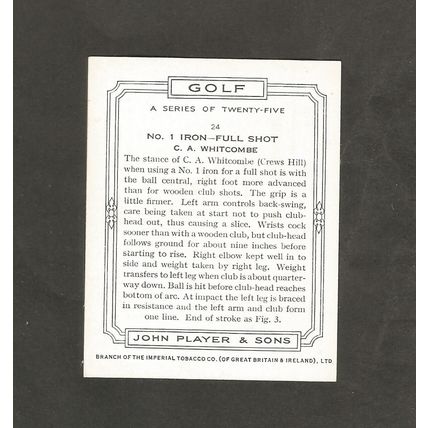 GOLF
A SERIES OF TWENTY-FIVE
24
NO. 1 IRON—FULL SHOT
C. A. WHITCOMBE
The stance of C. A. Whitcombe (Crews Hill)
when using a No. 1 iron for a full shot is with
the ball central, right foot more advanced
than for wooden club shots. The grip is a
little firmer. Left arm controls back-swing,
care being taken at start not to push club-
head out, thus causing a slice. Wrists cock
sooner than with a wooden club, but club-head
follows ground for about nine inches before
starting to rise. Right elbow kept well in to
side and weight taken by right leg. Weight
transfers to left leg when club is about quarter-
way down. Ball is hit before club-head reaches
bottom of arc. At impact the left leg is braced
in resistance and the left arm and club form
one line. End of stroke as Fig. 3.
JOHN PLAYER & SONS
BRANCH OF THE IMPERIAL TOBACCO CO. (OF GREAT BRITAIN & IRELAND), LTD